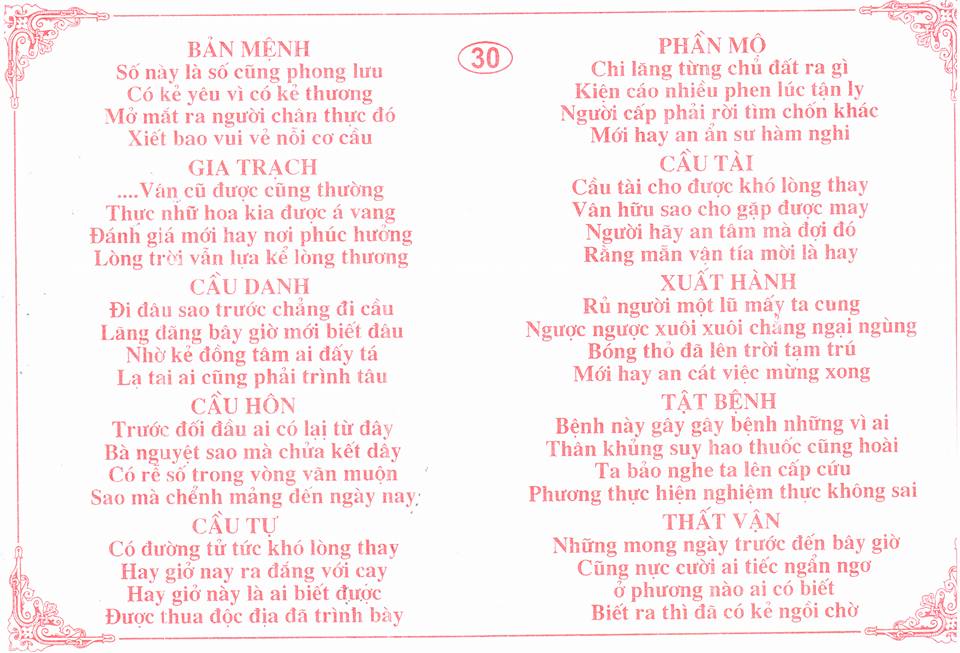 BẢN MỆNH
Số này là số cũng phong lưu
Có kẻ yêu vì có kẻ thương
Mở mắt ra người chân thực đó
Xiết bao vui vẻ nỗi cơ cầu
GIA TRẠCH
....Vân cũ được cũng thường
Thực nhữ hoa kia được á vang
Đánh giá mới hay nơi phúc hưởng
Lòng trời vẫn lựa kể lòng thương
CẦU DANH
Đi đâu sao trước chẳng đi cầu
Lãng dãng bây giờ mới biết đâu
Nhờ kẻ đồng tâm ai đấy tá
Lạ tai ai cũng phải trình tâu
CẦU HÔN
Trước đối đầu ai có lại từ đây
Bà nguyệt sao mà chửa kết dây
Có rể số trong vòng vãn muộn
Sao mà chểnh mảng đến ngày nay
CẦU TỰ
Có đường tử tức khó lòng thay
Hay giở nay ra đắng với cay
Hay giở này là ai biết được
Được thua độc địa đã trình bày
30
PHẦN MỘ
Chi lăng từng chủ đất ra gì
Kiện cáo nhiều phen lúc tận ly
Người cấp phải rời tìm chốn khác
Mới hay an ẩn sư hàm nghi
CẦU TÀI
Cầu tài cho được khó lòng thay
Vân hữu sao cho gặp được may
Người hãy an tâm mà đợi đó
Rằng mãn vận tía mời là hay
XUẤT HÀNH
Rủ người một lũ mấy ta cung
Ngược ngược xuôi xuôi chẳng ngại ngùng
Bóng thỏ đã lên trời tạm trú
Mới hay an cát việc mừng xong
TẬT BỆNH
Bệnh này gây gây bệnh những vì ai
Thân khủng suy hao thuốc cũng hoài
Ta bảo nghe ta lên cấp cứu
Phương thực hiện nghiệm thực không sai
THẤT VẬN
Những mong ngày trước đến bây giờ
Cũng nực cười ai tiếc ngẩn ngơ
ở phương nào ai có biết
Biết ra thì đã có kẻ ngồi chờ